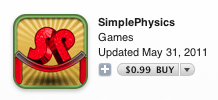 SP
SimplePhysics
Games
Updated May 31, 2011
$0.99 BUY